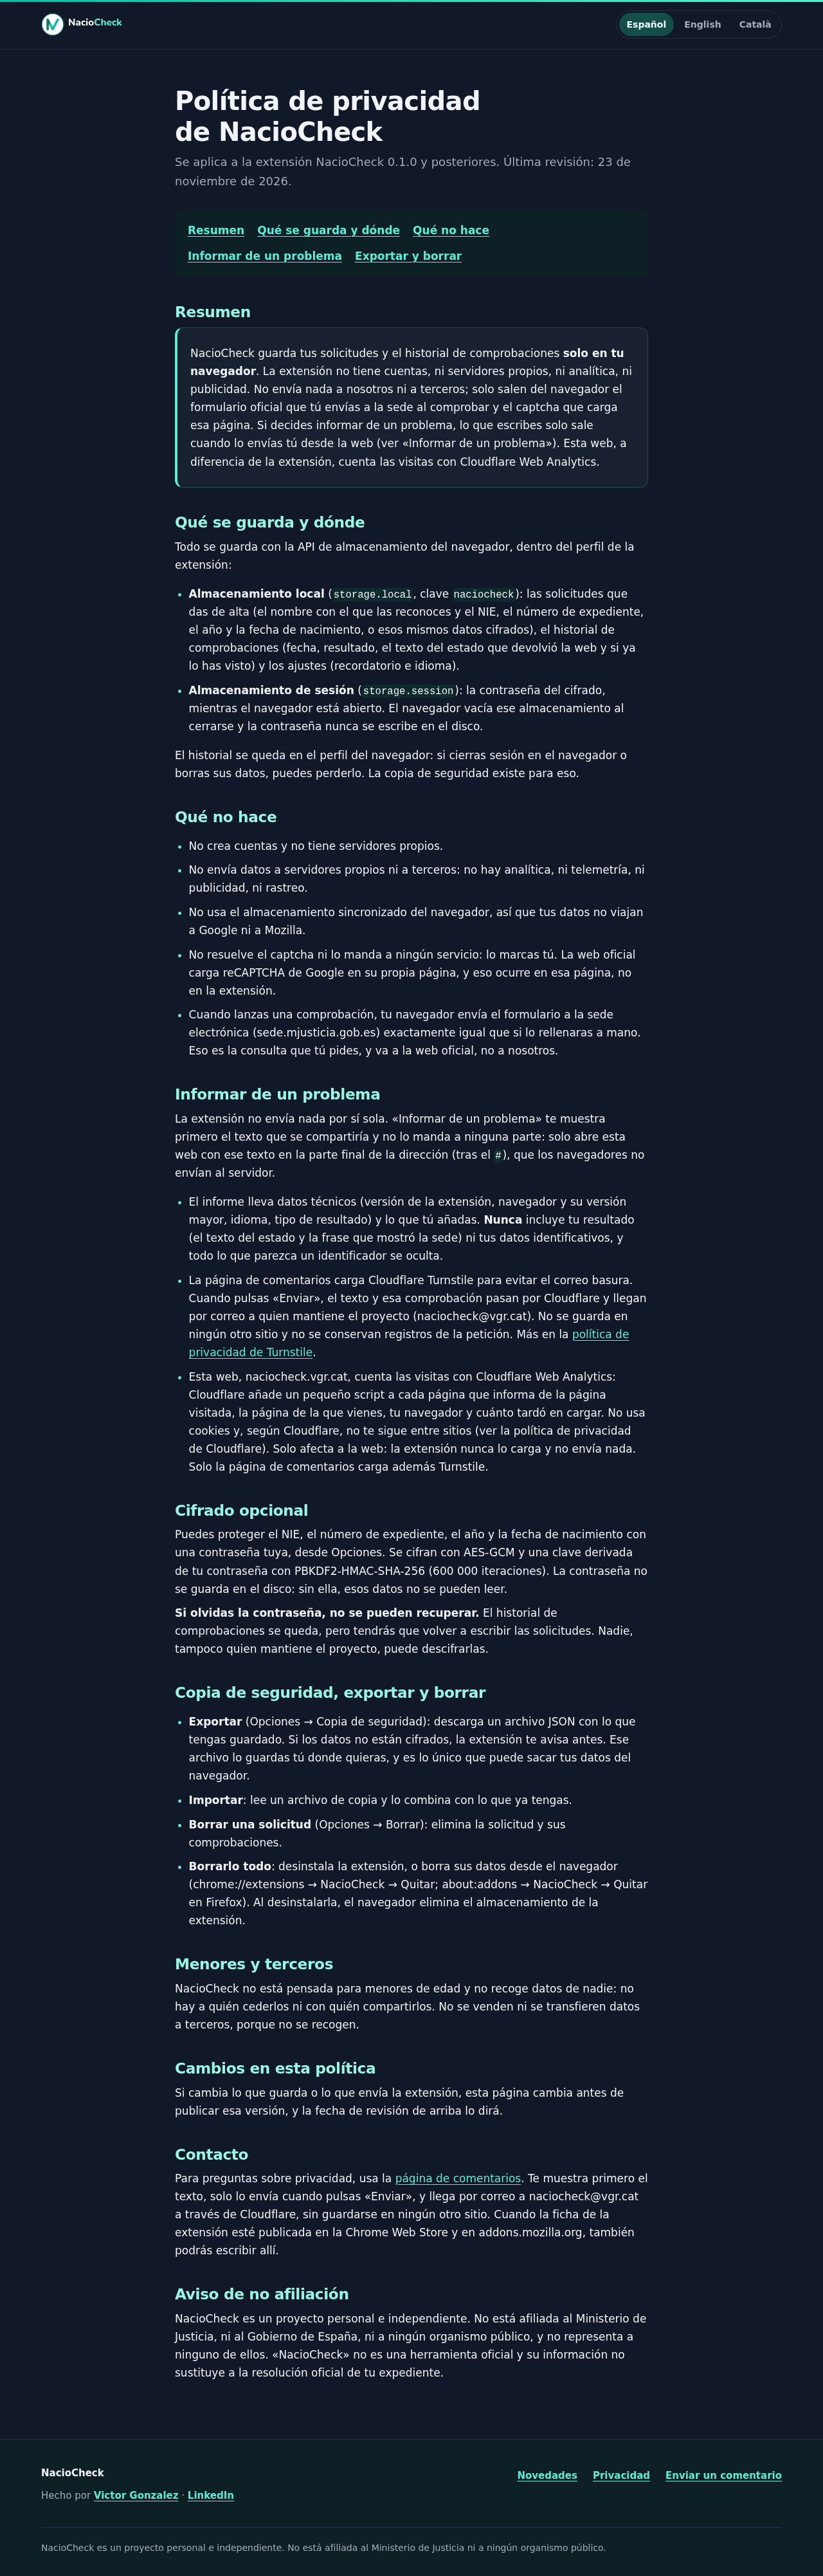 NacioCheck
Español English Català
Política de privacidad
de NacioCheck
Se aplica a la extensión NacioCheck 0.1.0 y posteriores. Última revisión: 23 de
noviembre de 2026.
Resumen Qué se guarda y dónde Qué no hace
Informar de un problema Exportar y borrar
Resumen
NacioCheck guarda tus solicitudes y el historial de comprobaciones solo en tu
navegador. La extensión no tiene cuentas, ni servidores propios, ni analítica, ni
publicidad. No envía nada a nosotros ni a terceros; solo salen del navegador el
formulario oficial que tú envías a la sede al comprobar y el captcha que carga
esa página. Si decides informar de un problema, lo que escribes solo sale
cuando lo envías tú desde la web (ver «Informar de un problema»). Esta web, a
diferencia de la extensión, cuenta las visitas con Cloudflare Web Analytics.
Qué se guarda y dónde
Todo se guarda con la API de almacenamiento del navegador, dentro del perfil de la
extensión:
• Almacenamiento local (storage.local, clave naciocheck): las solicitudes que
das de alta (el nombre con el que las reconoces y el NIE, el número de expediente,
el año y la fecha de nacimiento, o esos mismos datos cifrados), el historial de
comprobaciones (fecha, resultado, el texto del estado que devolvió la web y si ya
lo has visto) y los ajustes (recordatorio e idioma).
• Almacenamiento de sesión (storage.session): la contraseña del cifrado,
mientras el navegador está abierto. El navegador vacía ese almacenamiento al
cerrarse y la contraseña nunca se escribe en el disco.
El historial se queda en el perfil del navegador: si cierras sesión en el navegador o
borras sus datos, puedes perderlo. La copia de seguridad existe para eso.
Qué no hace
• No crea cuentas y no tiene servidores propios.
• No envía datos a servidores propios ni a terceros: no hay analítica, ni telemetría, ni
publicidad, ni rastreo.
• No usa el almacenamiento sincronizado del navegador, así que tus datos no viajan
a Google ni a Mozilla.
• No resuelve el captcha ni lo manda a ningún servicio: lo marcas tú. La web oficial
carga reCAPTCHA de Google en su propia página, y eso ocurre en esa página, no
en la extensión.
• Cuando lanzas una comprobación, tu navegador envía el formulario a la sede
electrónica (sede.mjusticia.gob.es) exactamente igual que si lo rellenaras a mano.
Eso es la consulta que tú pides, y va a la web oficial, no a nosotros.
Informar de un problema
La extensión no envía nada por sí sola. «Informar de un problema» te muestra
primero el texto que se compartiría y no lo manda a ninguna parte: solo abre esta
web con ese texto en la parte final de la dirección (tras el #), que los navegadores no
envían al servidor.
• El informe lleva datos técnicos (versión de la extensión, navegador y su versión
mayor, idioma, tipo de resultado) y lo que tú añadas. Nunca incluye tu resultado
(el texto del estado y la frase que mostró la sede) ni tus datos identificativos, y
todo lo que parezca un identificador se oculta.
• La página de comentarios carga Cloudflare Turnstile para evitar el correo basura.
Cuando pulsas «Enviar», el texto y esa comprobación pasan por Cloudflare y llegan
por correo a quien mantiene el proyecto (naciocheck@vgr.cat). No se guarda en
ningún otro sitio y no se conservan registros de la petición. Más en la política de
privacidad de Turnstile.
• Esta web, naciocheck.vgr.cat, cuenta las visitas con Cloudflare Web Analytics:
Cloudflare añade un pequeño script a cada página que informa de la página
visitada, la página de la que vienes, tu navegador y cuánto tardó en cargar. No usa
cookies y, según Cloudflare, no te sigue entre sitios (ver la política de privacidad
de Cloudflare). Solo afecta a la web: la extensión nunca lo carga y no envía nada.
Solo la página de comentarios carga además Turnstile.
Cifrado opcional
Puedes proteger el NIE, el número de expediente, el año y la fecha de nacimiento con
una contraseña tuya, desde Opciones. Se cifran con AES-GCM y una clave derivada
de tu contraseña con PBKDF2-HMAC-SHA-256 (600 000 iteraciones). La contraseña no
se guarda en el disco: sin ella, esos datos no se pueden leer.
Si olvidas la contraseña, no se pueden recuperar. El historial de
comprobaciones se queda, pero tendrás que volver a escribir las solicitudes. Nadie,
tampoco quien mantiene el proyecto, puede descifrarlas.
Copia de seguridad, exportar y borrar
• Exportar (Opciones → Copia de seguridad): descarga un archivo JSON con lo que
tengas guardado. Si los datos no están cifrados, la extensión te avisa antes. Ese
archivo lo guardas tú donde quieras, y es lo único que puede sacar tus datos del
navegador.
• Importar: lee un archivo de copia y lo combina con lo que ya tengas.
• Borrar una solicitud (Opciones → Borrar): elimina la solicitud y sus
comprobaciones.
• Borrarlo todo: desinstala la extensión, o borra sus datos desde el navegador
(chrome://extensions → NacioCheck → Quitar; about:addons → NacioCheck → Quitar
en Firefox). Al desinstalarla, el navegador elimina el almacenamiento de la
extensión.
Menores y terceros
NacioCheck no está pensada para menores de edad y no recoge datos de nadie: no
hay a quién cederlos ni con quién compartirlos. No se venden ni se transfieren datos
a terceros, porque no se recogen.
Cambios en esta política
Si cambia lo que guarda o lo que envía la extensión, esta página cambia antes de
publicar esa versión, y la fecha de revisión de arriba lo dirá.
Contacto
Para preguntas sobre privacidad, usa la página de comentarios. Te muestra primero el
texto, solo lo envía cuando pulsas «Enviar», y llega por correo a naciocheck@vgr.cat
a través de Cloudflare, sin guardarse en ningún otro sitio. Cuando la ficha de la
extensión esté publicada en la Chrome Web Store y en addons.mozilla.org, también
podrás escribir allí.
Aviso de no afiliación
NacioCheck es un proyecto personal e independiente. No está afiliada al Ministerio de
Justicia, ni al Gobierno de España, ni a ningún organismo público, y no representa a
ninguno de ellos. «NacioCheck» no es una herramienta oficial y su información no
sustituye a la resolución oficial de tu expediente.
NacioCheck
Hecho por Victor Gonzalez · LinkedIn
Novedades Privacidad Enviar un comentario
NacioCheck es un proyecto personal e independiente. No está afiliada al Ministerio de Justicia ni a ningún organismo público.